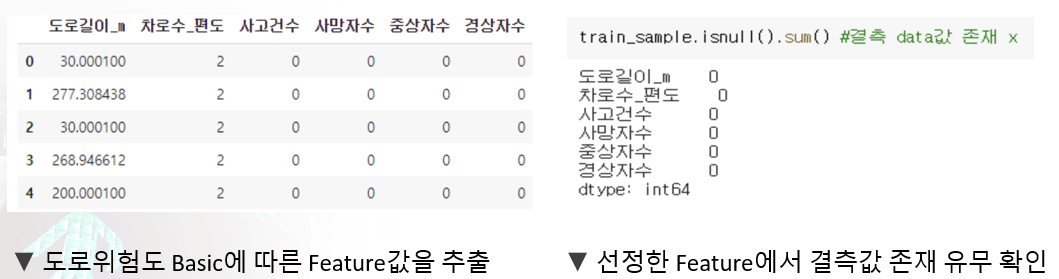 도로길이_m 차로수_편도 사고건수 사망자수 중상자수 경상자수
0 30.000100 2 0 0 0 0
1 277.308438 2 0 0 0 0
2 30.000100 2 0 0 0 0
3 268.946612 2 0 0 0 0
4 200.000100 2 0 0 0 0
▼ 도로위험도 Basic에 따른 Feature값을 추출
train_sample.isnull().sum() #결측 data값 존재 x
도로길이_m 0
차로수_편도 0
사고건수 0
사망자수 0
중상자수 0
경상자수 0
dtype: int64
▼ 선정한 Feature에서 결측값 존재 유무 확인